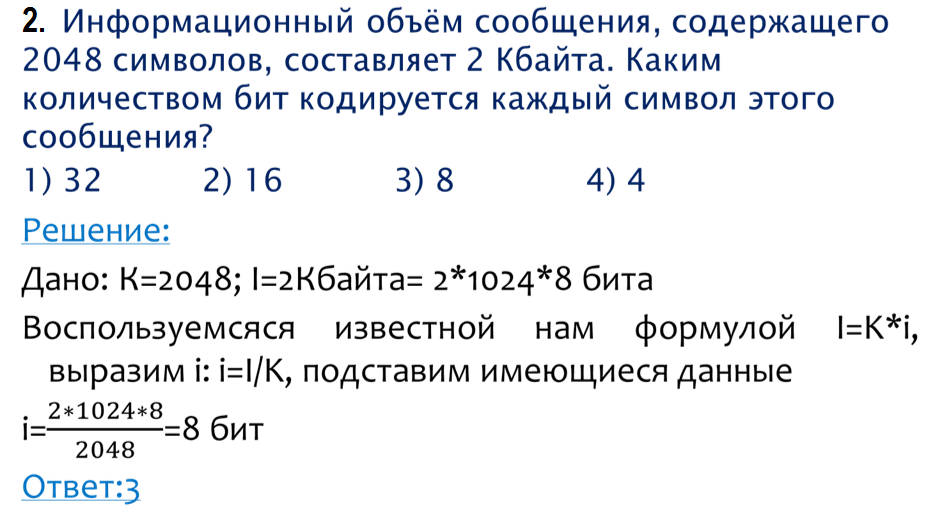 2. Информационный объём сообщения, содержащего
2048 символов, составляет 2 Кбайта. Каким
количеством бит кодируется каждый символ этого
сообщения?
1) 32 2) 16 3) 8 4) 4
Решение:
Дано: K=2048; I=2Кбайта= 2*1024*8 бита
Воспользуемсяся известной нам формулой I=K*i,
выразим i: i=I/K, подставим имеющиеся данные
i=2*1024*8/2048=8 бит
Ответ:3